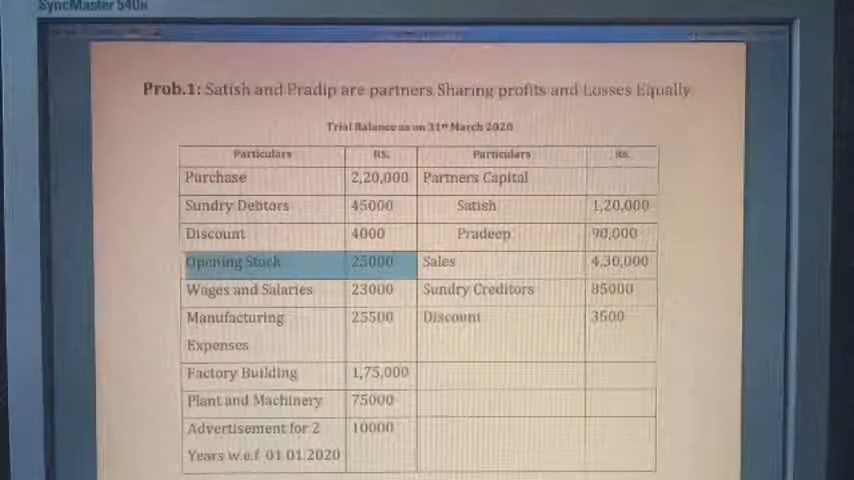 SyncMaster 540n
Prob.1: Satish and Pradip are partners Sharing profits and Losses Equally
Trial Balance as on 31st March 2020
Particulars RS. Particulars Rs.
Purchase 2,20,000 Partners Capital
Sundry Debtors 45000 Satish 1,20,000
Discount 4000 Pradeep 90,000
Opening Stock 25000 Sales 4,30,000
Wages and Salaries 23000 Sundry Creditors 85000
Manufacturing 25500 Discount 3500
Expenses
Factory Building 1,75,000
Plant and Machinery 75000
Advertisement for 2 10000
Years w.e.f 01.01.2020